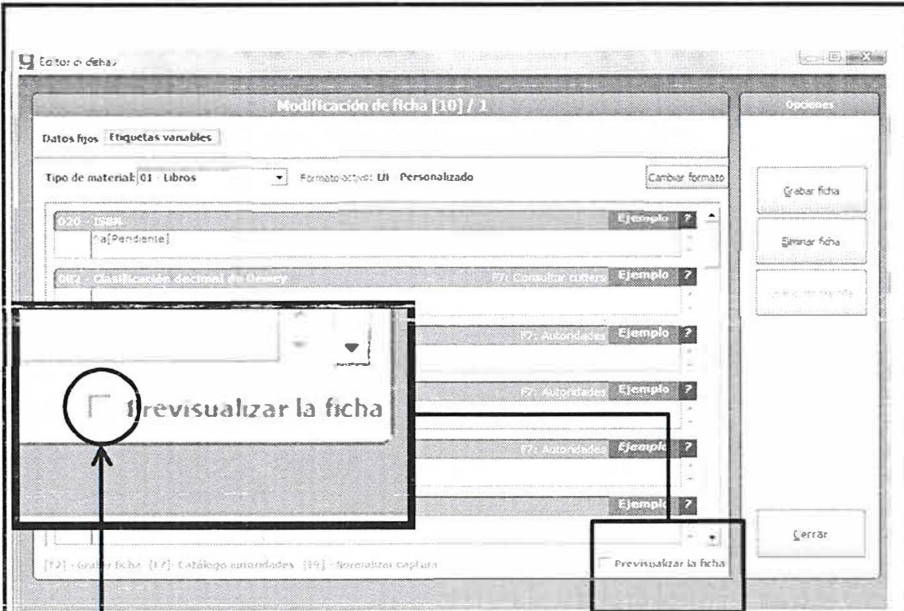 Editor de fichas
Modificación de ficha [10] / 1
Opciones
Datos fijos Etiquetas variables
Tipo de material: 01 - Libros Formato activo: UI - Personalizado Cambiar formato
Grabar ficha
020 - ISBN Ejemplo ?
^a[Pendiente]
Eliminar ficha
082 - Clasificación decimal de Dewey F7: Consultar cutters Ejemplo ?
F7: Autoridades Ejemplo ?
F7: Autoridades Ejemplo ?
Previsualizar la ficha
F7: Autoridades Ejemplo ?
Ejemplo ?
Cerrar
[F2] - Grabar ficha [F7]- Catálogo autoridades [F9] - Normalizar captura Previsualizar la ficha